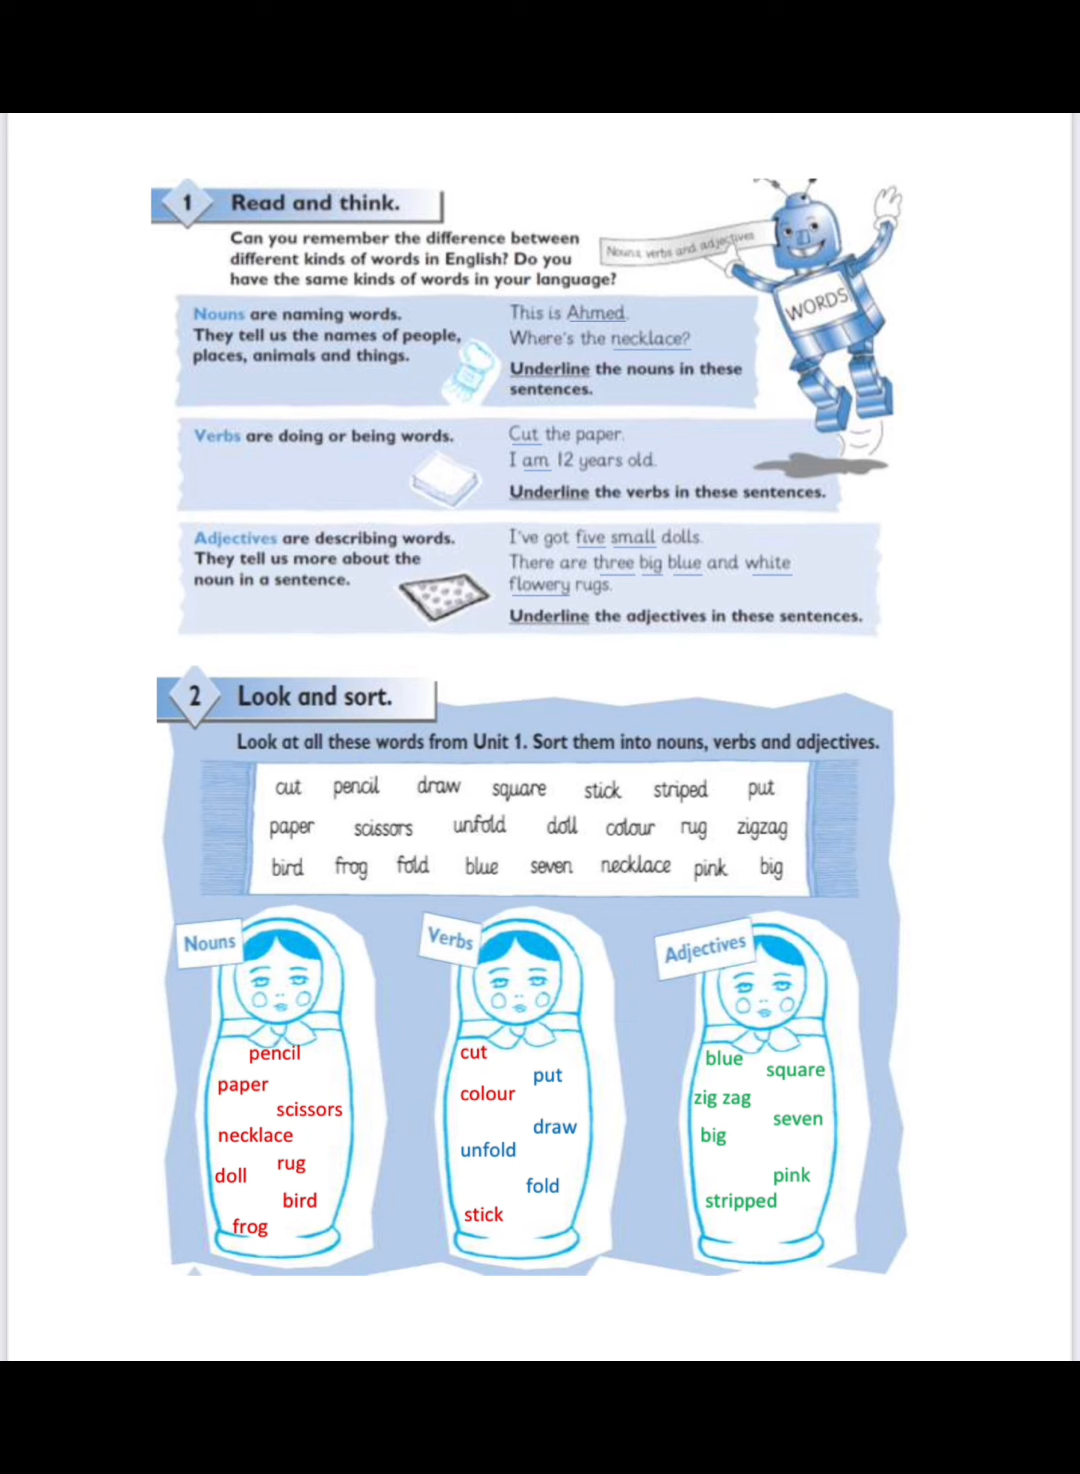 1 Read and think.
Can you remember the difference between
different kinds of words in English? Do you
have the same kinds of words in your language?
Nouns, verbs and adjectives
WORDS
Nouns are naming words.
They tell us the names of people,
places, animals and things.
This is Ahmed.
Where's the necklace?
Underline the nouns in these
sentences.
Verbs are doing or being words.
Cut the paper.
I am 12 years old.
Underline the verbs in these sentences.
Adjectives are describing words.
They tell us more about the
noun in a sentence.
I've got five small dolls.
There are three big blue and white
flowery rugs.
Underline the adjectives in these sentences.
2 Look and sort.
Look at all these words from Unit 1. Sort them into nouns, verbs and adjectives.
cut pencil draw square stick striped put
paper scissors unfold doll colour rug zigzag
bird frog fold blue seven necklace pink big
Nouns
pencil
paper
scissors
necklace
rug
doll
bird
frog
Verbs
cut
put
colour
draw
unfold
fold
stick
Adjectives
blue
square
zig zag
seven
big
pink
stripped